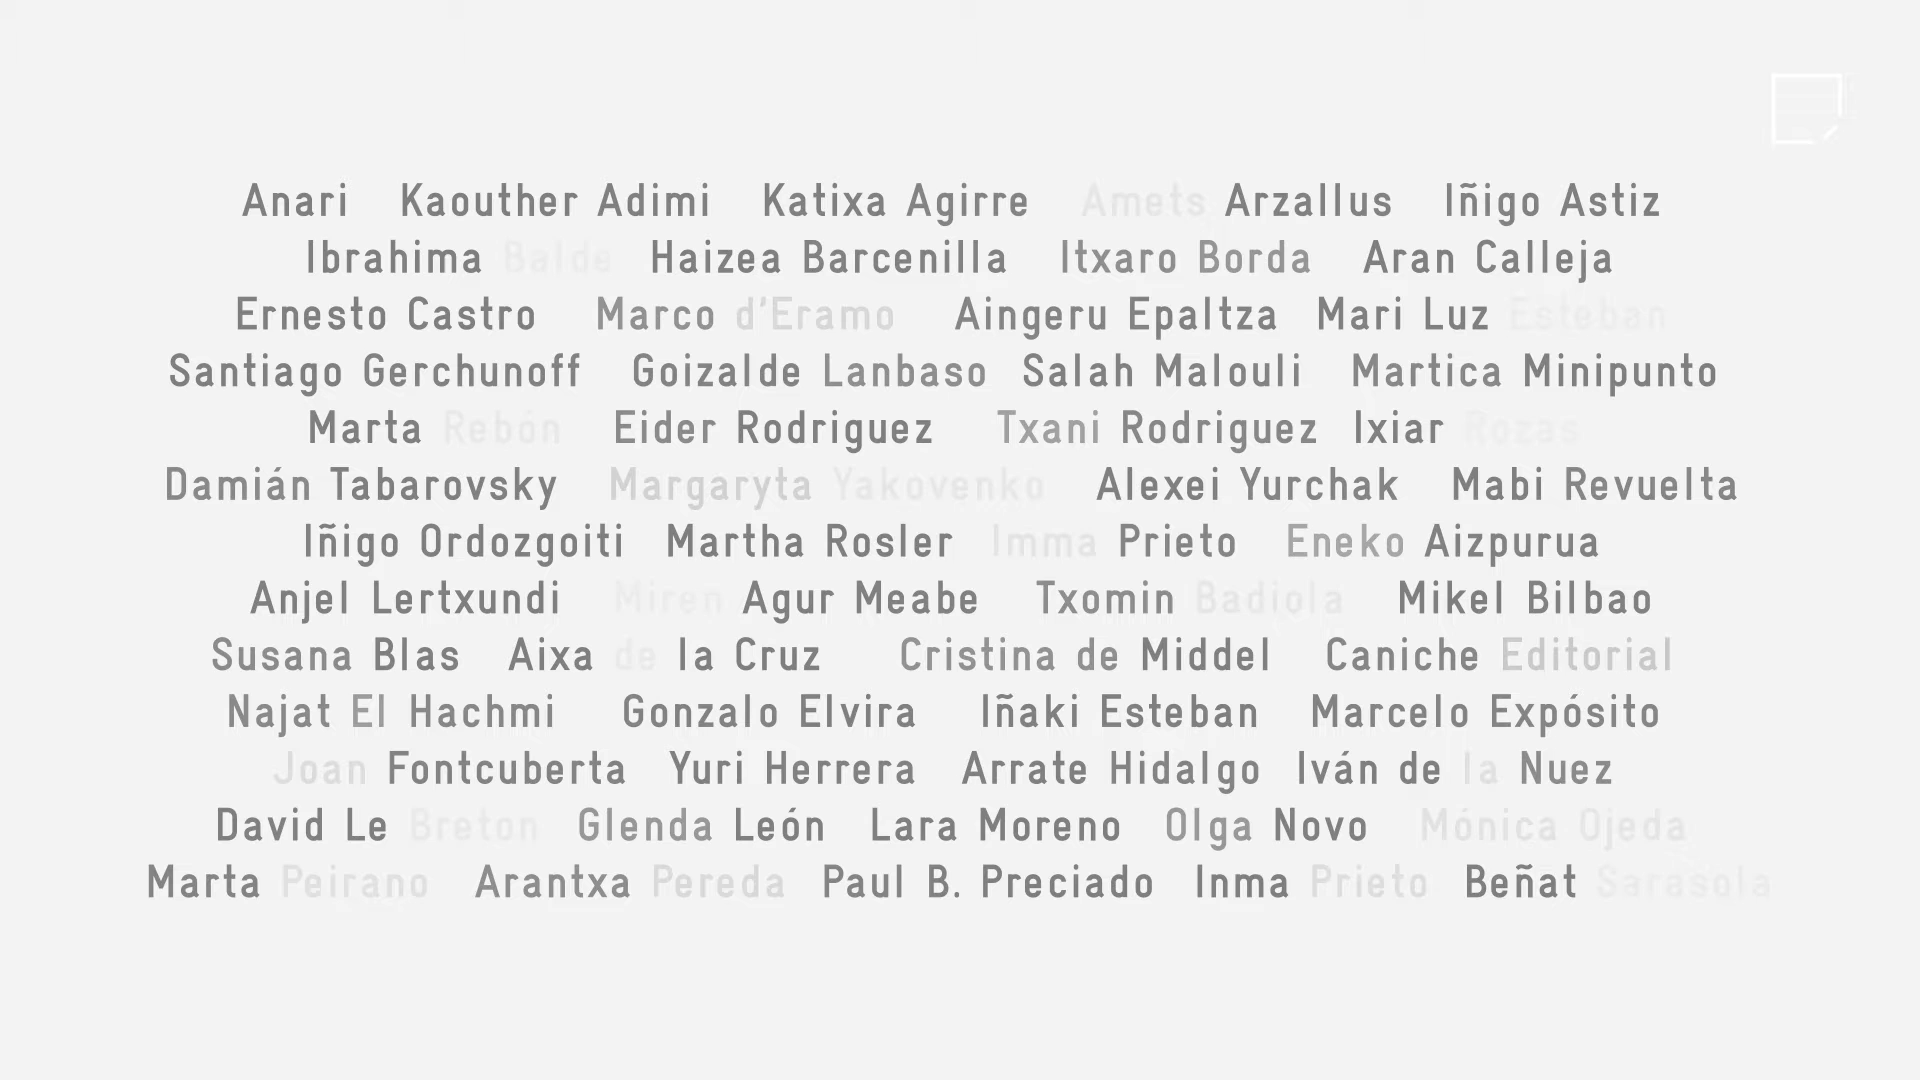 Anari Kaouther Adimi Katixa Agirre Amets Arzallus Iñigo Astiz
Ibrahima Balde Haizea Barcenilla Itxaro Borda Aran Calleja
Ernesto Castro Marco d'Eramo Aingeru Epaltza Mari Luz Esteban
Santiago Gerchunoff Goizalde Lanbaso Salah Malouli Martica Minipunto
Marta Rebón Eider Rodriguez Txani Rodriguez Ixiar Rozas
Damián Tabarovsky Margaryta Yakovenko Alexei Yurchak Mabi Revuelta
Iñigo Ordozgoiti Martha Rosler Imma Prieto Eneko Aizpurua
Anjel Lertxundi Miren Agur Meabe Txomin Badiola Mikel Bilbao
Susana Blas Aixa de la Cruz Cristina de Middel Caniche Editorial
Najat El Hachmi Gonzalo Elvira Iñaki Esteban Marcelo Expósito
Joan Fontcuberta Yuri Herrera Arrate Hidalgo Iván de la Nuez
David Le Breton Glenda León Lara Moreno Olga Novo Mónica Ojeda
Marta Peirano Arantxa Pereda Paul B. Preciado Inma Prieto Beñat Sarasola